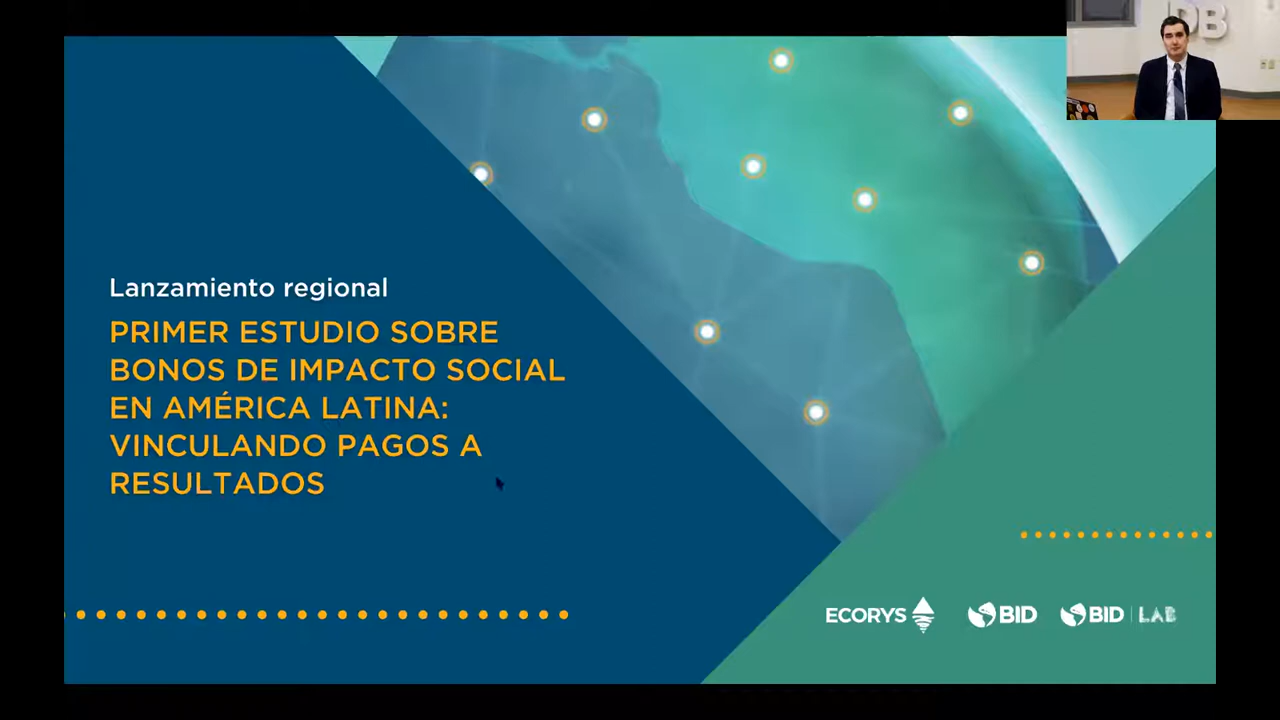 DB
Lanzamiento regional
PRIMER ESTUDIO SOBRE
BONOS DE IMPACTO SOCIAL
EN AMÉRICA LATINA:
VINCULANDO PAGOS A
RESULTADOS
ECORYS
BID
BID | LAB